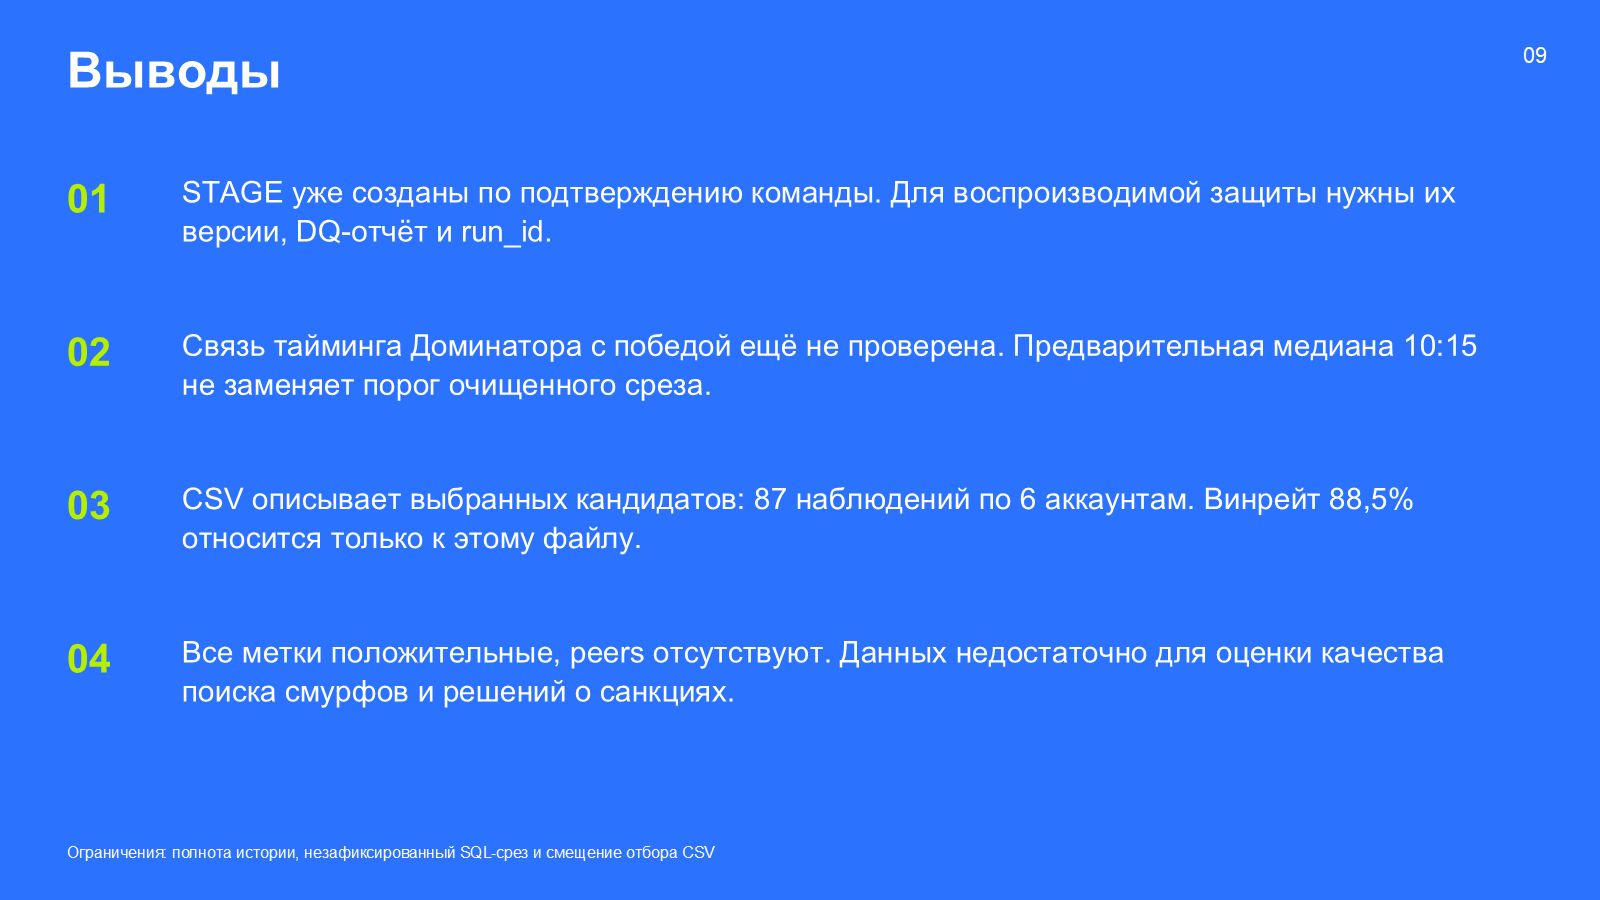 Выводы
09
01
STAGE уже созданы по подтверждению команды. Для воспроизводимой защиты нужны их
версии, DQ-отчёт и run_id.
02
Связь тайминга Доминатора с победой ещё не проверена. Предварительная медиана 10:15
не заменяет порог очищенного среза.
03
CSV описывает выбранных кандидатов: 87 наблюдений по 6 аккаунтам. Винрейт 88,5%
относится только к этому файлу.
04
Все метки положительные, peers отсутствуют. Данных недостаточно для оценки качества
поиска смурфов и решений о санкциях.
Ограничения: полнота истории, незафиксированный SQL-срез и смещение отбора CSV